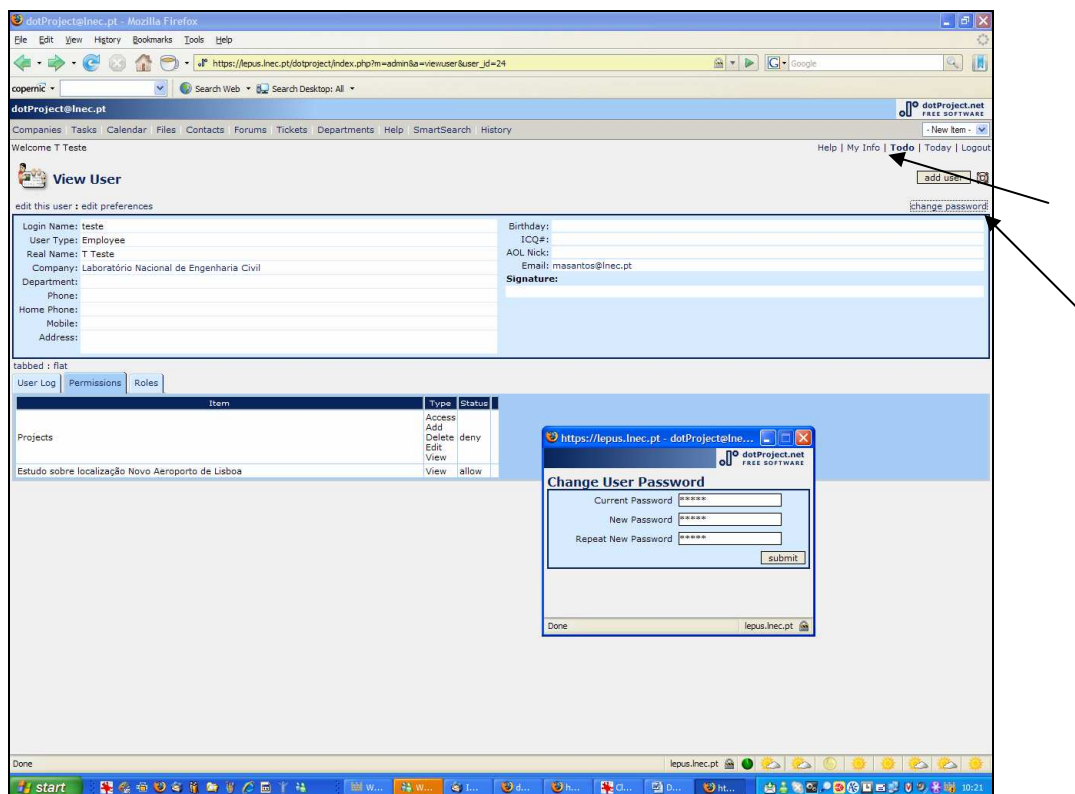 dotProject@lnec.pt - Mozilla Firefox
File Edit View History Bookmarks Tools Help
https://lepus.lnec.pt/dotproject/index.php?m=admin&a=viewuser&user_id=24
G Google
copernic Search Web Search Desktop: All
dotProject@lnec.pt
dotProject.net
FREE SOFTWARE
Companies Tasks Calendar Files Contacts Forums Tickets Departments Help SmartSearch History - New Item -
Welcome T Teste Help | My Info | Todo | Today | Logout
View User add user
edit this user : edit preferences change password
Login Name: teste
User Type: Employee
Real Name: T Teste
Company: Laboratório Nacional de Engenharia Civil
Department:
Phone:
Home Phone:
Mobile:
Address:
Birthday:
ICQ#:
AOL Nick:
Email: masantos@lnec.pt
Signature:
tabbed : flat
User Log Permissions Roles
Item Type Status
Projects Access Add Delete Edit View deny
Estudo sobre localização Novo Aeroporto de Lisboa View allow
https://lepus.lnec.pt - dotProject@lne...
dotProject.net
FREE SOFTWARE
Change User Password
Current Password *****
New Password *****
Repeat New Password *****
submit
Done lepus.lnec.pt
Done lepus.lnec.pt
start W... W... I... d... h... Cl... D... ht... 10:21